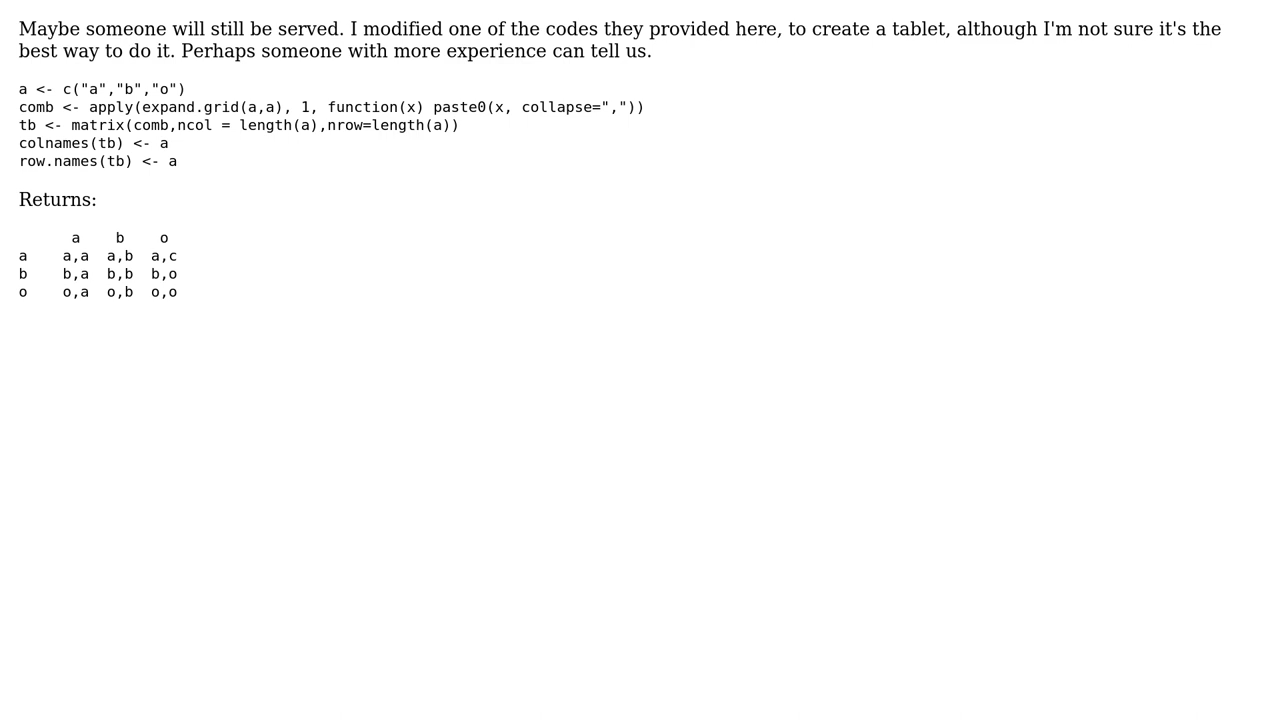 Maybe someone will still be served. I modified one of the codes they provided here, to create a tablet, although I'm not sure it's the
best way to do it. Perhaps someone with more experience can tell us.
a <- c("a","b","o")
comb <- apply(expand.grid(a,a), 1, function(x) paste0(x, collapse=","))
tb <- matrix(comb,ncol = length(a),nrow=length(a))
colnames(tb) <- a
row.names(tb) <- a
Returns:
      a    b    o
a    a,a  a,b  a,c
b    b,a  b,b  b,o
o    o,a  o,b  o,o